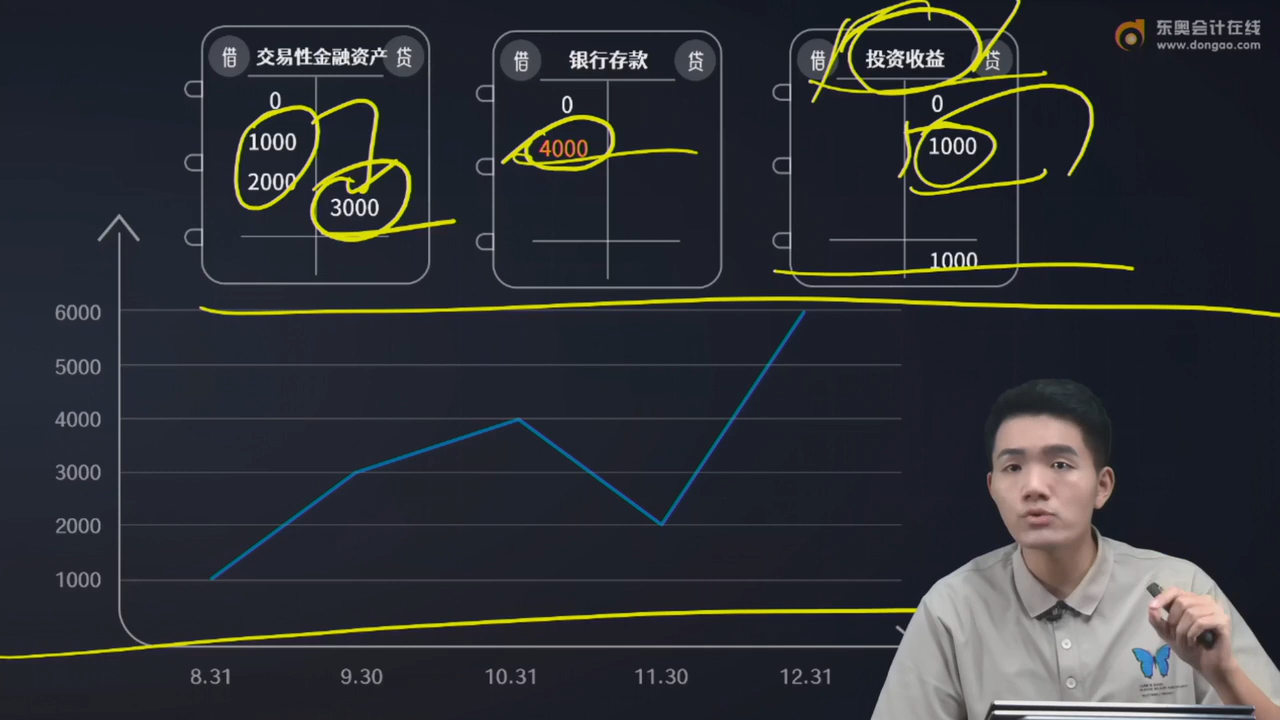 东奥会计在线
www.dongao.com
借 交易性金融资产 贷
0
1000
2000
3000
借 银行存款 贷
0
4000
借 投资收益 贷
0
1000
1000
6000
5000
4000
3000
2000
1000
8.31 9.30 10.31 11.30 12.31